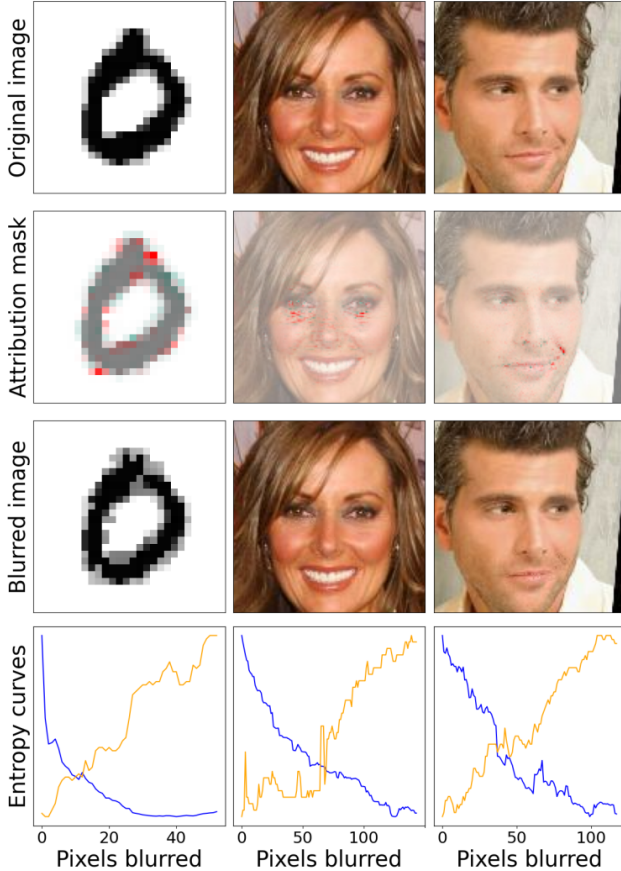 Original image
Attribution mask
Blurred image
Entropy curves
0 20 40
0 50 100
0 50 100
Pixels blurred Pixels blurred Pixels blurred